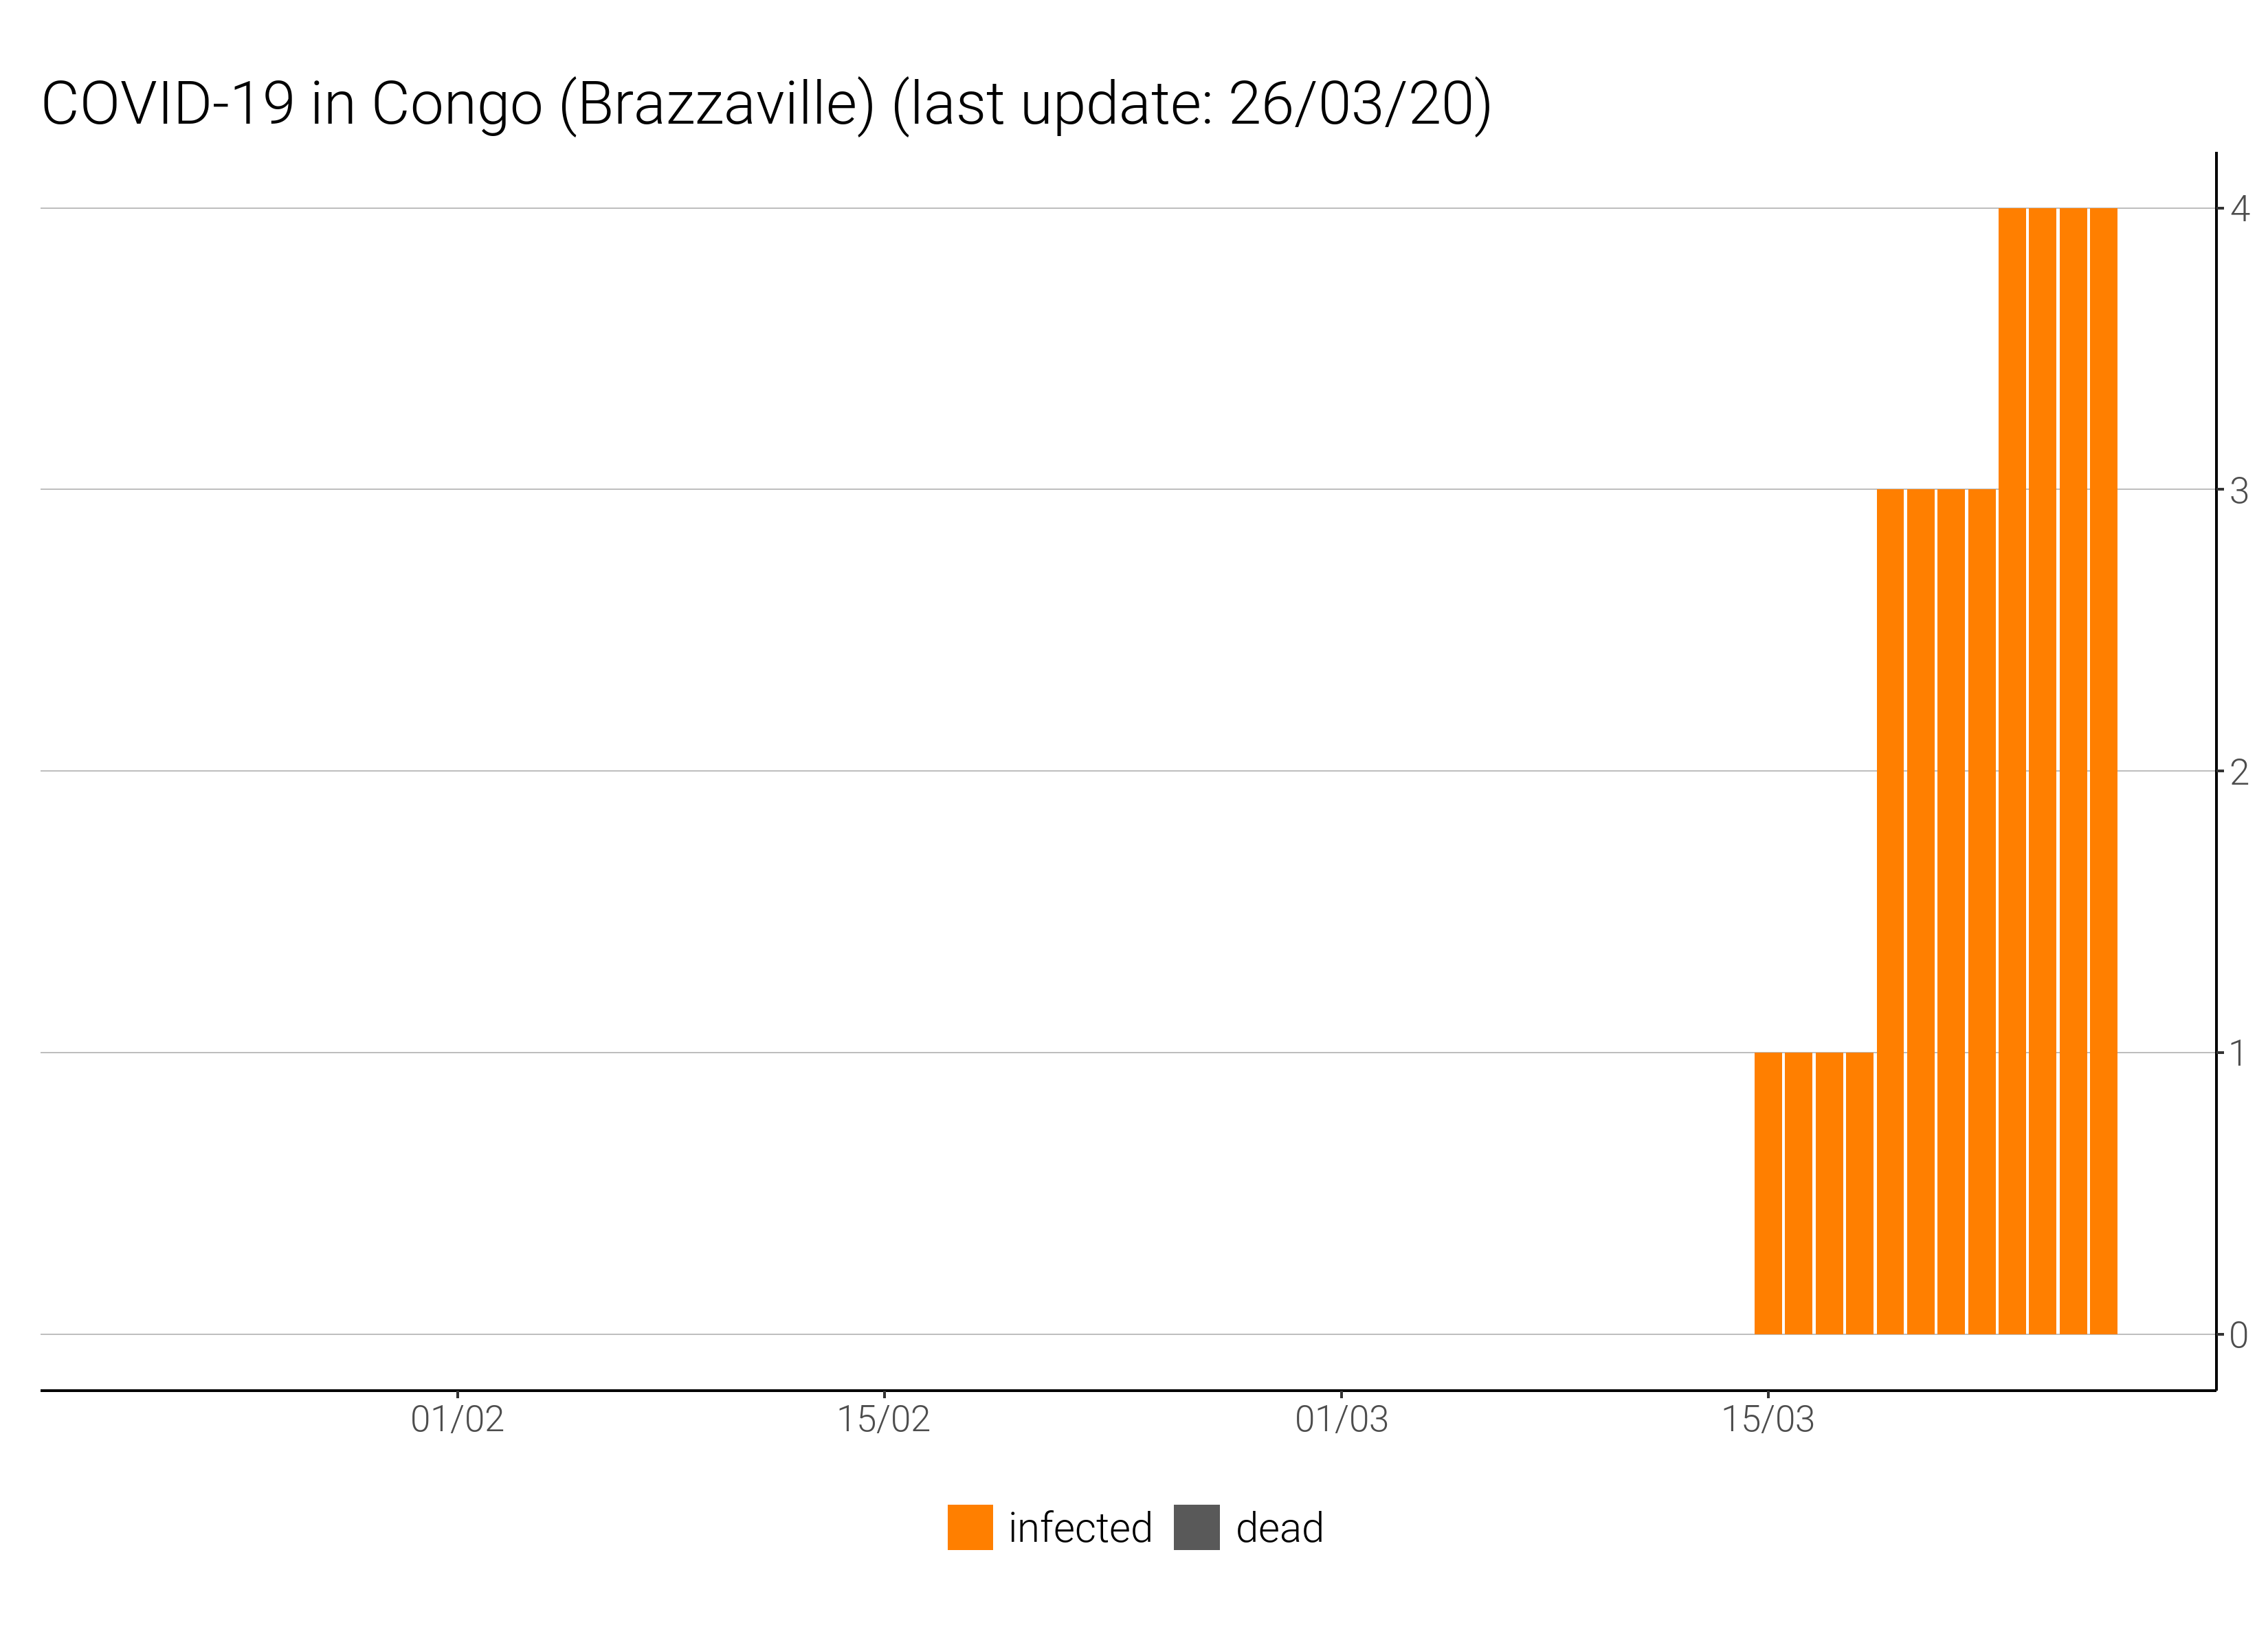 COVID-19 in Congo (Brazzaville) (last update: 26/03/20)
4
3
2
1
0
01/02 15/02 01/03 15/03
infected dead